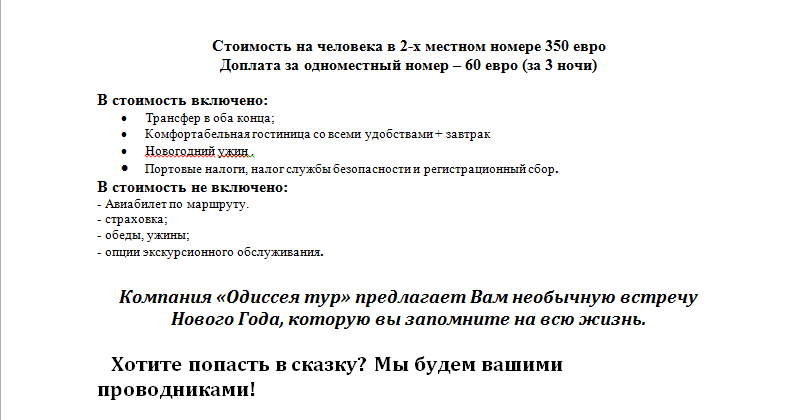 Стоимость на человека в 2-х местном номере 350 евро
Доплата за одноместный номер – 60 евро (за 3 ночи)
В стоимость включено:
• Трансфер в оба конца;
• Комфортабельная гостиница со всеми удобствами + завтрак
• Новогодний ужин .
• Портовые налоги, налог службы безопасности и регистрационный сбор.
В стоимость не включено:
- Авиабилет по маршруту.
- страховка;
- обеды, ужины;
- опции экскурсионного обслуживания.
Компания «Одиссея тур» предлагает Вам необычную встречу
Нового Года, которую вы запомните на всю жизнь.
Хотите попасть в сказку? Мы будем вашими
проводниками!